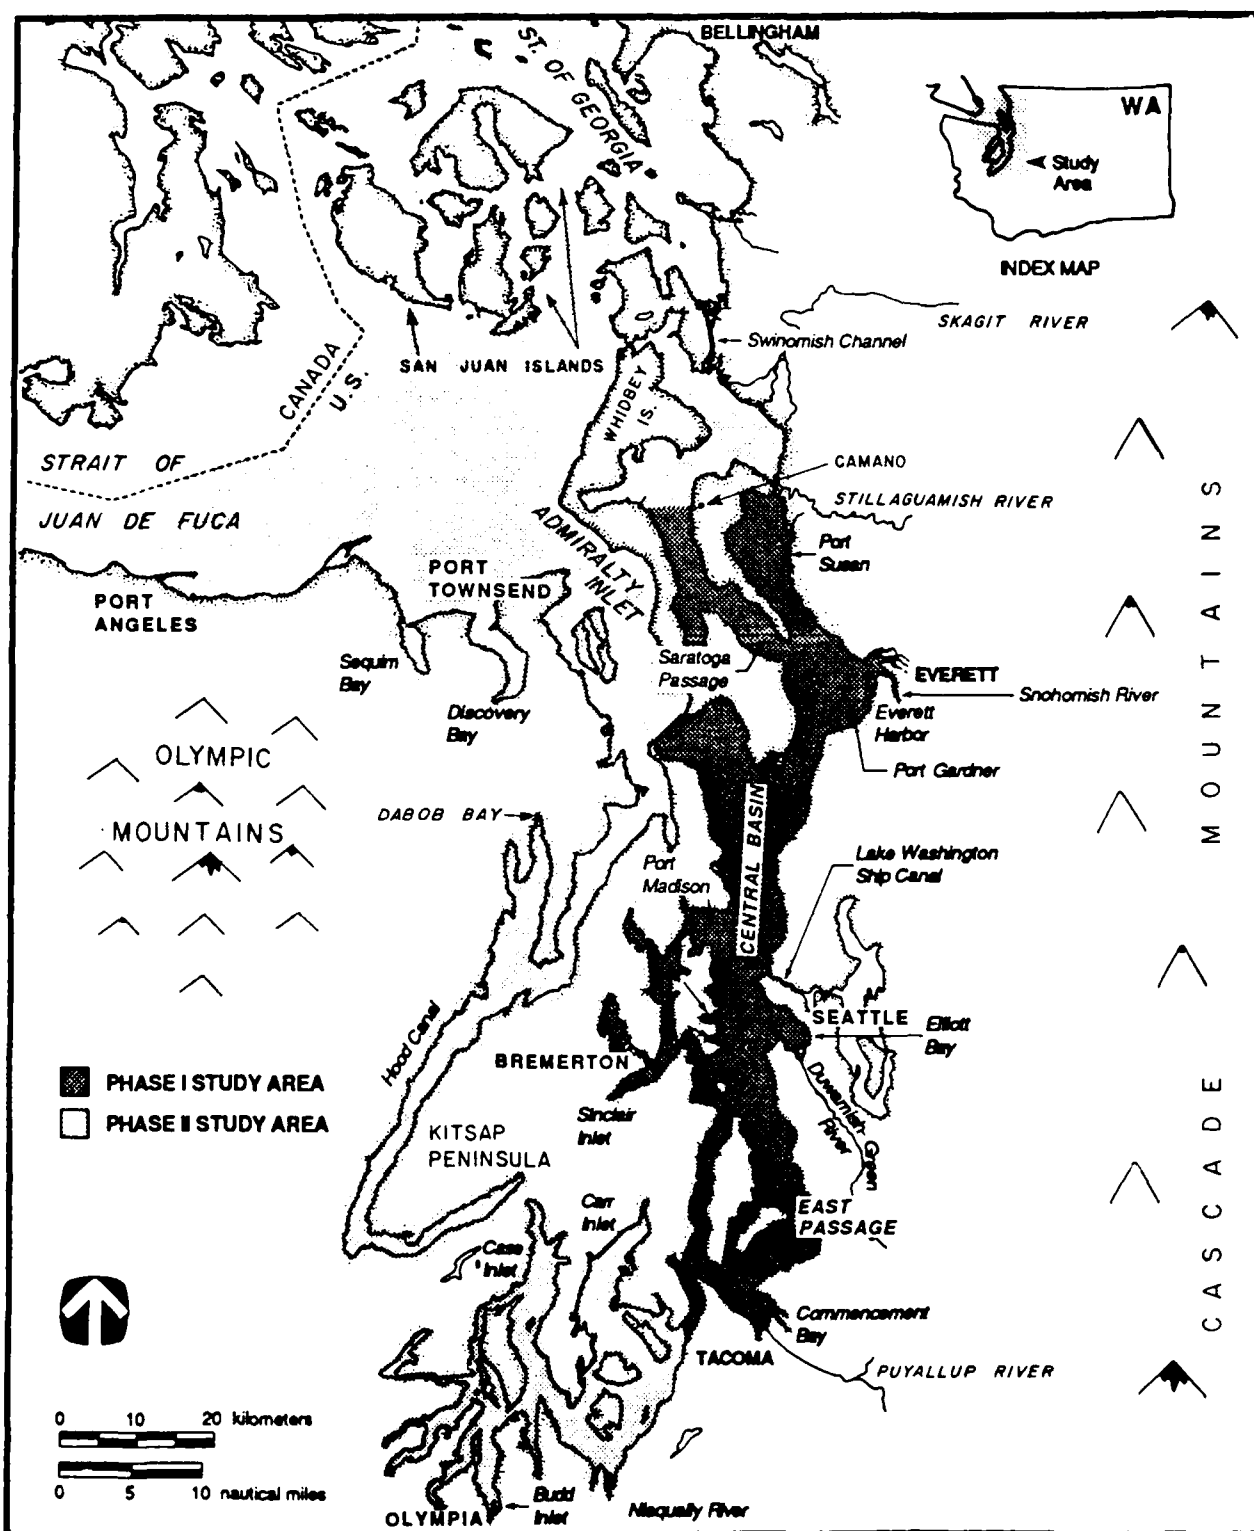 BELLINGHAM
ST. OF GEORGIA
WA
Study
Area
INDEX MAP
SKAGIT RIVER
Swinomish Channel
SAN JUAN ISLANDS
CANADA
U.S.
WHIDBEY
IS.
STRAIT OF
JUAN DE FUCA
CAMANO
STILLAGUAMISH RIVER
ADMIRALTY
INLET
Port
Susan
PORT
TOWNSEND
PORT
ANGELES
Sequim
Bay
Discovery
Bay
Saratoga
Passage
EVERETT
Snohomish River
Everett
Harbor
Port Gardner
OLYMPIC
MOUNTAINS
DABOB BAY
CENTRAL BASIN
Port
Madison
Lake Washington
Ship Canal
SEATTLE
Elliott
Bay
BREMERTON
Hood Canal
Sinclair
Inlet
Duwamish-Green
River
PHASE I STUDY AREA
PHASE II STUDY AREA
KITSAP
PENINSULA
Carr
Inlet
Case
Inlet
EAST
PASSAGE
Commencement
Bay
TACOMA
PUYALLUP RIVER
CASCADE MOUNTAINS
0 10 20 kilometers
0 5 10 nautical miles
OLYMPIA
Budd
Inlet
Nisqually River